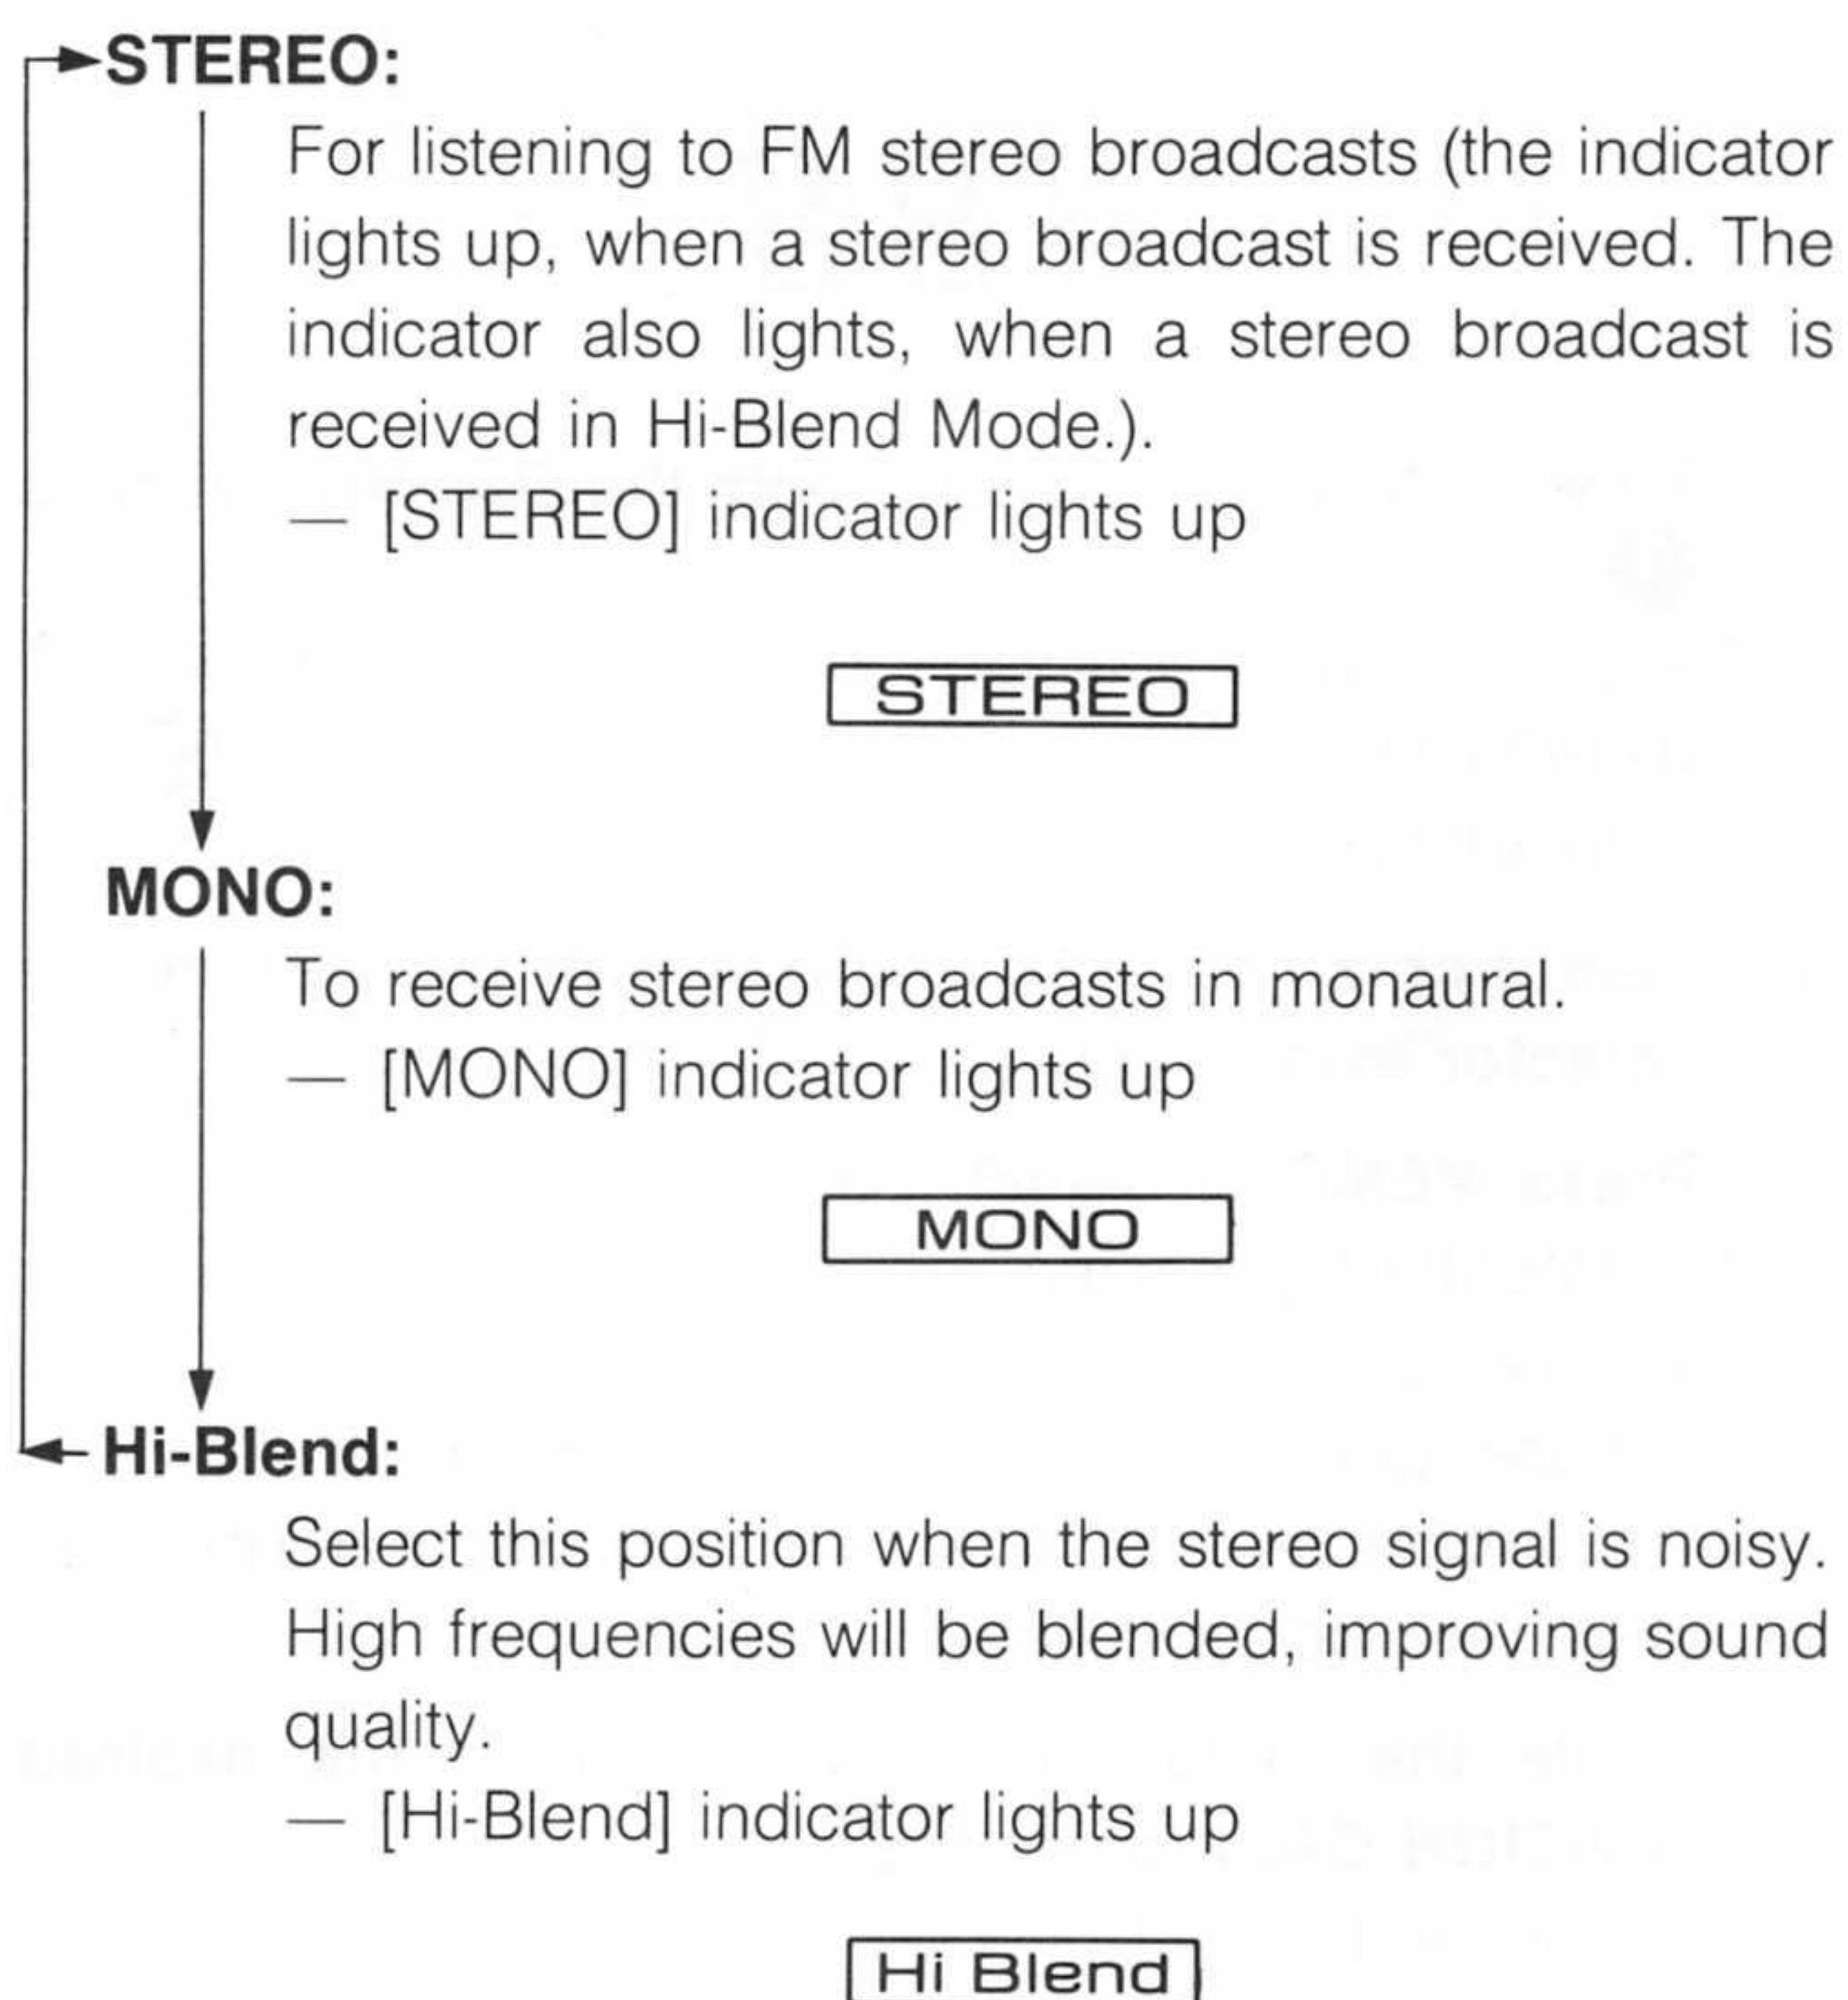 STEREO:
For listening to FM stereo broadcasts (the indicator
lights up, when a stereo broadcast is received. The
indicator also lights, when a stereo broadcast is
received in Hi-Blend Mode.).
— [STEREO] indicator lights up
STEREO
MONO:
To receive stereo broadcasts in monaural.
— [MONO] indicator lights up
MONO
Hi-Blend:
Select this position when the stereo signal is noisy.
High frequencies will be blended, improving sound
quality.
— [Hi-Blend] indicator lights up
Hi Blend